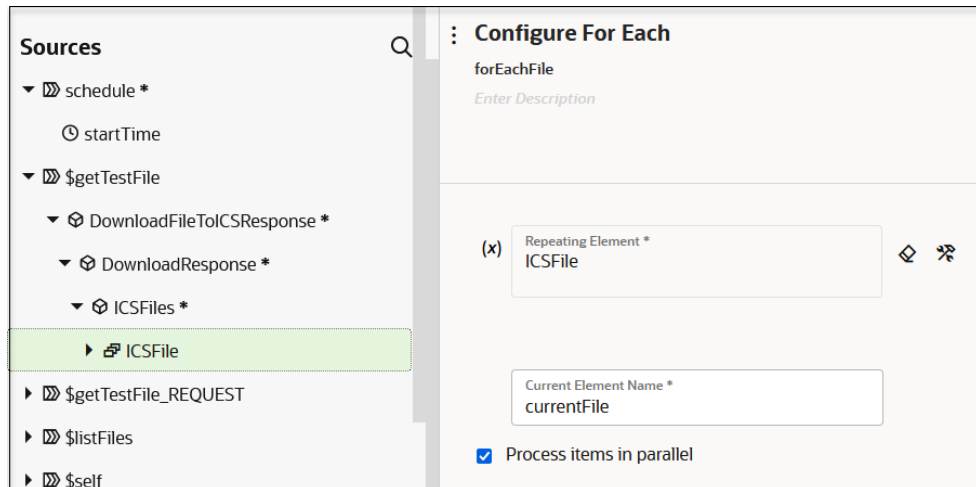 Sources
schedule *
startTime
$getTestFile
DownloadFileToICSResponse *
DownloadResponse *
ICSFiles *
ICSFile
$getTestFile_REQUEST
$listFiles
$self
Configure For Each
forEachFile
Enter Description
(x)
Repeating Element *
ICSFile
Current Element Name *
currentFile
Process items in parallel